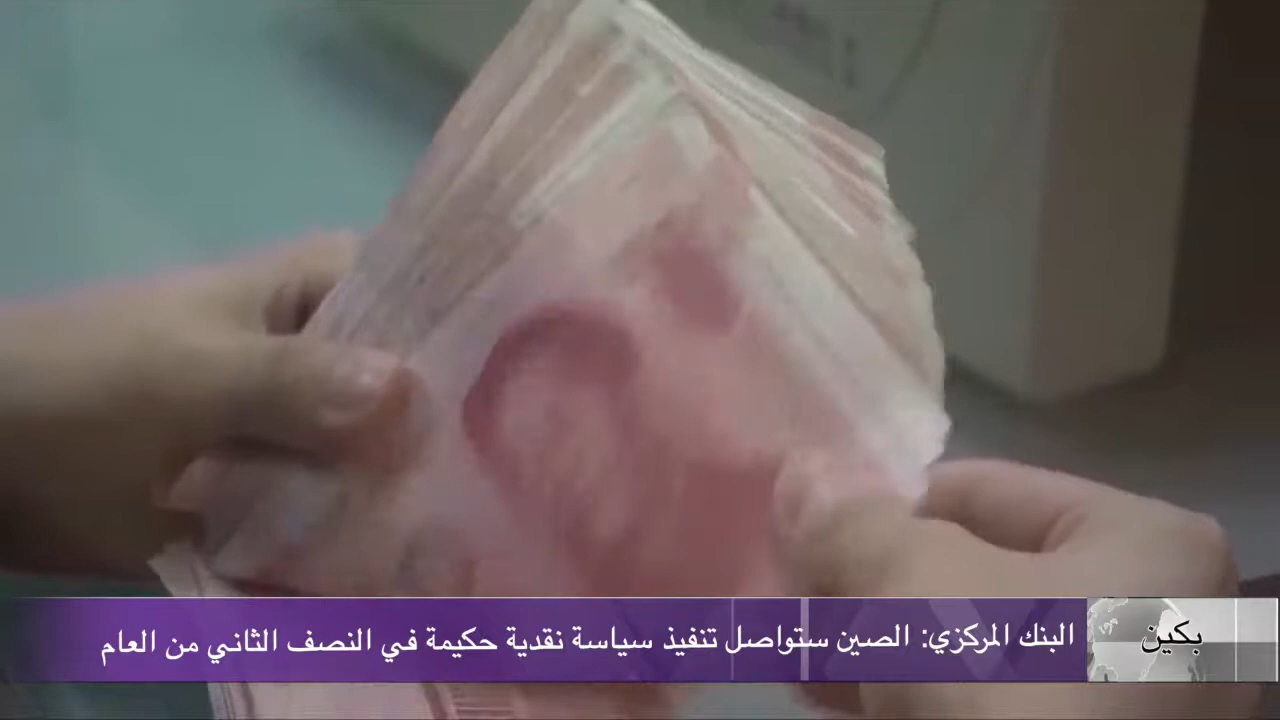 بكين
البنك المركزي: الصين ستواصل تنفيذ سياسة نقدية حكيمة في النصف الثاني من العام